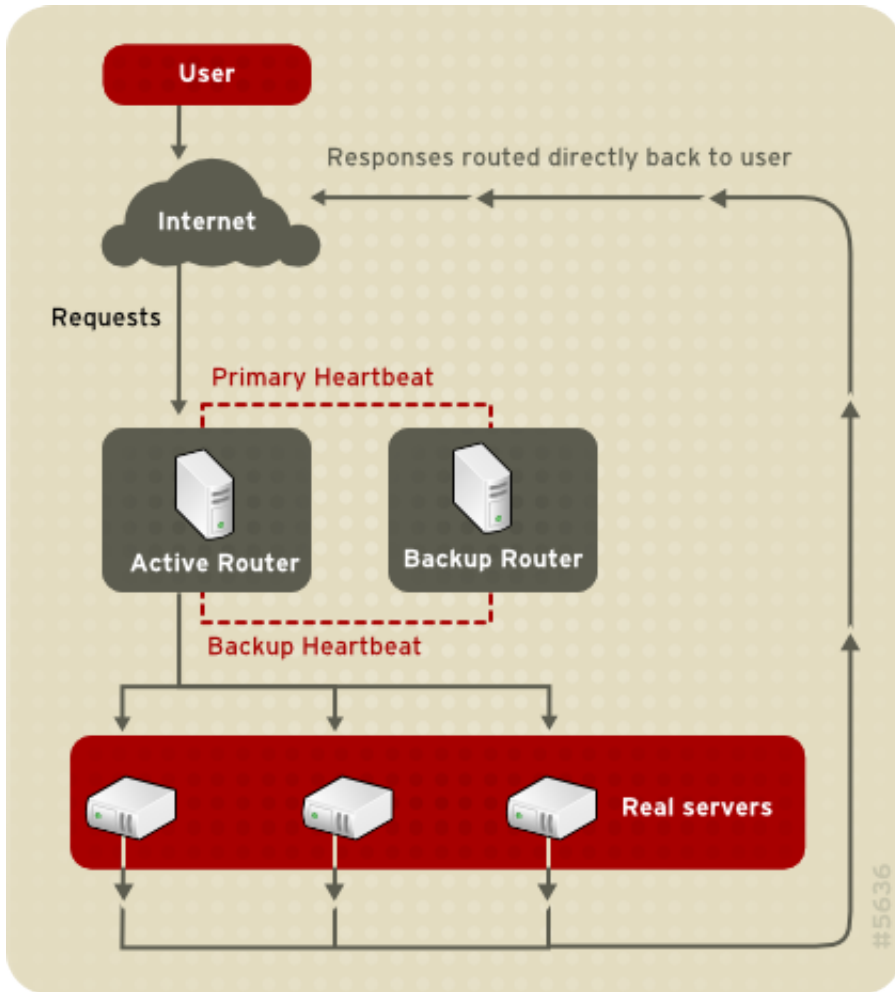 User
Responses routed directly back to user
Internet
Requests
Primary Heartbeat
Active Router
Backup Router
Backup Heartbeat
Real servers
#5636